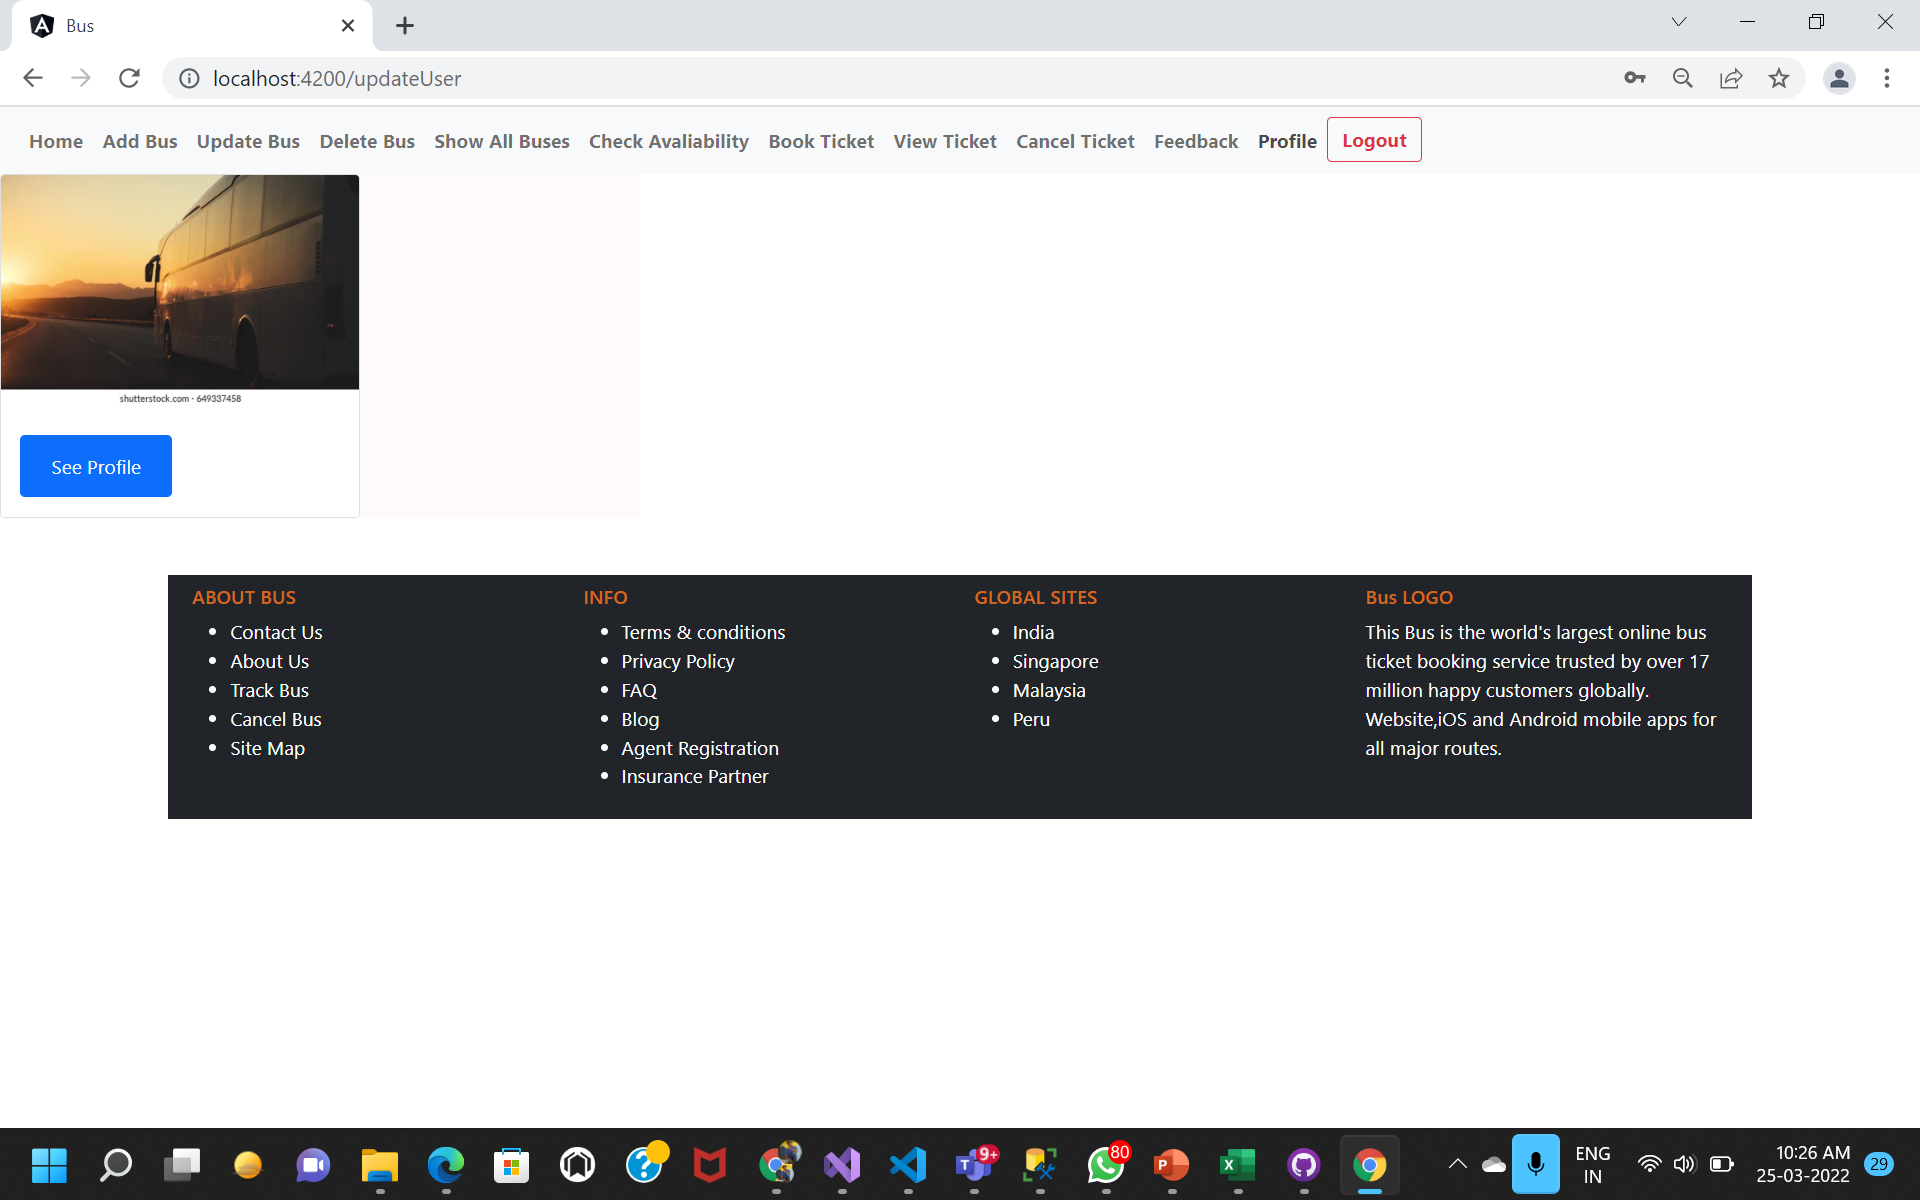 Bus
localhost:4200/updateUser
Home Add Bus Update Bus Delete Bus Show All Buses Check Avaliability Book Ticket View Ticket Cancel Ticket Feedback Profile Logout
shutterstock.com · 649337458
See Profile
ABOUT BUS
Contact Us
About Us
Track Bus
Cancel Bus
Site Map
INFO
Terms & conditions
Privacy Policy
FAQ
Blog
Agent Registration
Insurance Partner
GLOBAL SITES
India
Singapore
Malaysia
Peru
Bus LOGO
This Bus is the world's largest online bus
ticket booking service trusted by over 17
million happy customers globally.
Website,iOS and Android mobile apps for
all major routes.
9+
80
ENG
IN
10:26 AM
25-03-2022
29